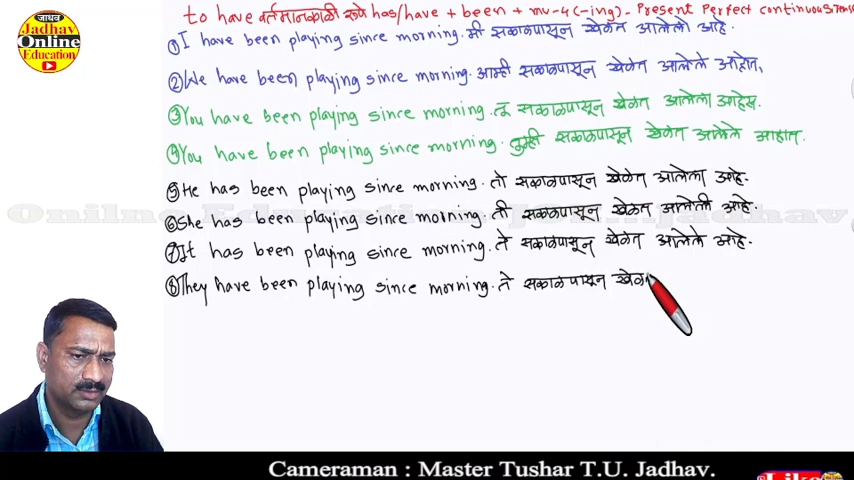 जाधव
Jadhav
Online
Education
to have वर्तमानकाळी रूपे has/have + been + mv-4 (-ing) - Present Perfect continuous Tense
① I have been playing since morning. मी सकाळपासून खेळत आलेलो आहे.
② We have been playing since morning. आम्ही सकाळपासून खेळत आलेले आहोत.
③ You have been playing since morning. तू सकाळपासून खेळत आलेला आहेस.
④ You have been playing since morning. तुम्ही सकाळपासून खेळत आलेले आहात.
⑤ He has been playing since morning. तो सकाळपासून खेळत आलेला आहे.
⑥ She has been playing since morning. ती सकाळपासून खेळत आलेली आहे.
⑦ It has been playing since morning. ते सकाळपासून खेळत आलेले आहे.
⑧ They have been playing since morning. ते सकाळपासून खेळत
Cameraman : Master Tushar T.U. Jadhav.
Like